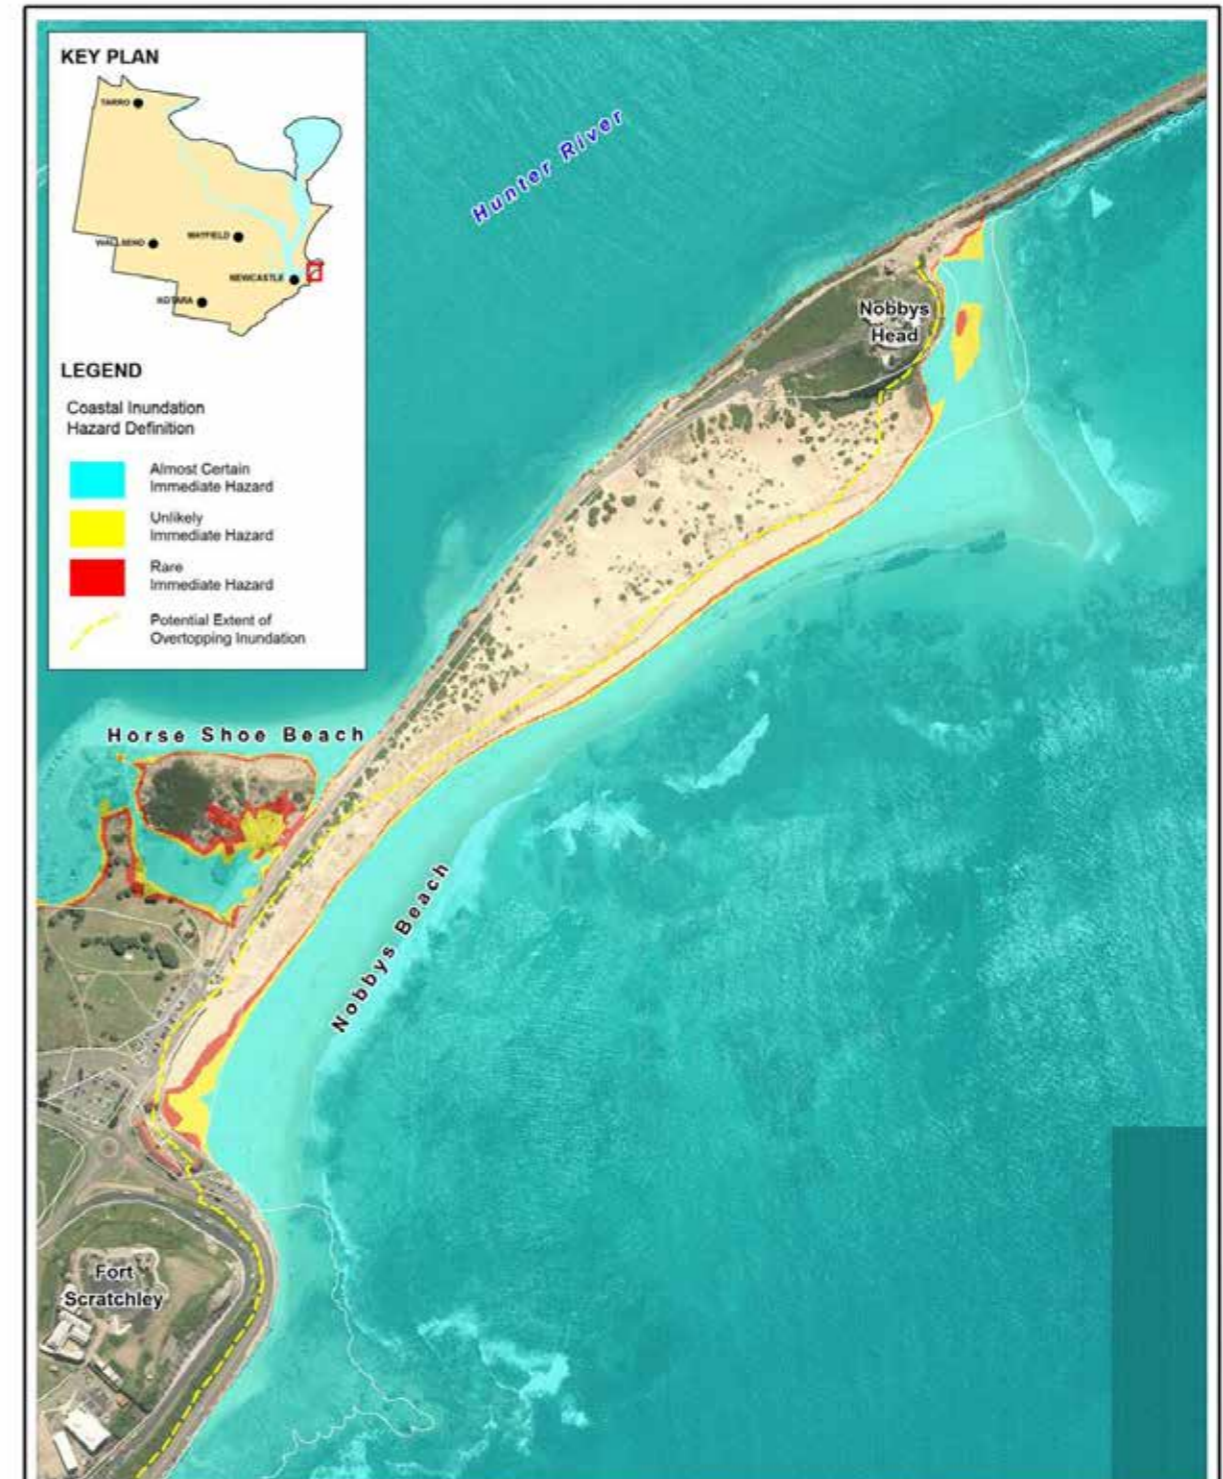 KEY PLAN
TARRO
WALLSEND
MAYFIELD
NEWCASTLE
KOTARA
LEGEND
Coastal Inundation
Hazard Definition
Almost Certain
Immediate Hazard
Unlikely
Immediate Hazard
Rare
Immediate Hazard
Potential Extent of
Overtopping Inundation
Hunter River
Nobbys
Head
Horse Shoe Beach
Nobbys Beach
Fort
Scratchley